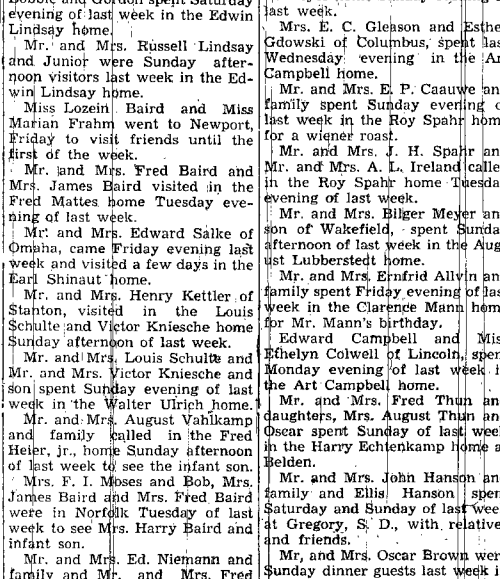 Bobbie and Gordon spent Saturday
evening of last week in the Edwin
Lindsay home.
Mr. and Mrs. Russell Lindsay
and Junior were Sunday after-
noon visitors last week in the Ed-
win Lindsay home.
Miss Lozein Baird and Miss
Marian Frahm went to Newport,
Friday to visit friends until the
first of the week.
Mr. and Mrs. Fred Baird and
Mrs. James Baird visited in the
Fred Mattes home Tuesday eve-
ning of last week.
Mr. and Mrs. Edward Salke of
Omaha, came Friday evening last
week and visited a few days in the
Earl Shinaut home.
Mr. and Mrs. Henry Kettler of
Stanton, visited in the Louis
Schulte and Victor Kniesche home
Sunday afternoon of last week.
Mr. and Mrs. Louis Schulte and
Mr. and Mrs. Victor Kniesche and
son spent Sunday evening of last
week in the Walter Ulrich home.
Mr. and Mrs. August Vahlkamp
and family called in the Fred
Heier, jr., home Sunday afternoon
of last week to see the infant son.
Mrs. F. I. Moses and Bob, Mrs.
James Baird and Mrs. Fred Baird
were in Norfolk Tuesday of last
week to see Mrs. Harry Baird and
infant son.
Mr. and Mrs. Ed. Niemann and
family and Mr. and Mrs. Fred
last week.
Mrs. E. C. Gleason and Esthe
Gdowski of Columbus, spent las
Wednesday evening in the Ar
Campbell home.
Mr. and Mrs. E. P. Caauwe an
family spent Sunday evening o
last week in the Roy Spahr hom
for a wiener roast.
Mr. and Mrs. J. H. Spahr an
Mr. and Mrs. A. L. Ireland calle
in the Roy Spahr home Tuesda
evening of last week.
Mr. and Mrs. Bilger Meyer an
son of Wakefield, spent Sunda
afternoon of last week in the Aug
ust Lubberstedt home.
Mr. and Mrs. Ernfrid Allvin an
family spent Friday evening of las
week in the Clarence Mann hom
for Mr. Mann's birthday.
Edward Campbell and Mis
Ethelyn Colwell of Lincoln, spen
Monday evening of last week i
the Art Campbell home.
Mr. and Mrs. Fred Thun an
daughters, Mrs. August Thun an
Oscar spent Sunday of last wee
in the Harry Echtenkamp home a
Belden.
Mr. and Mrs. John Hanson an
family and Ellis Hanson spen
Saturday and Sunday of last wee
at Gregory, S. D., with relative
and friends.
Mr, and Mrs. Oscar Brown wer
Sunday dinner guests last week i